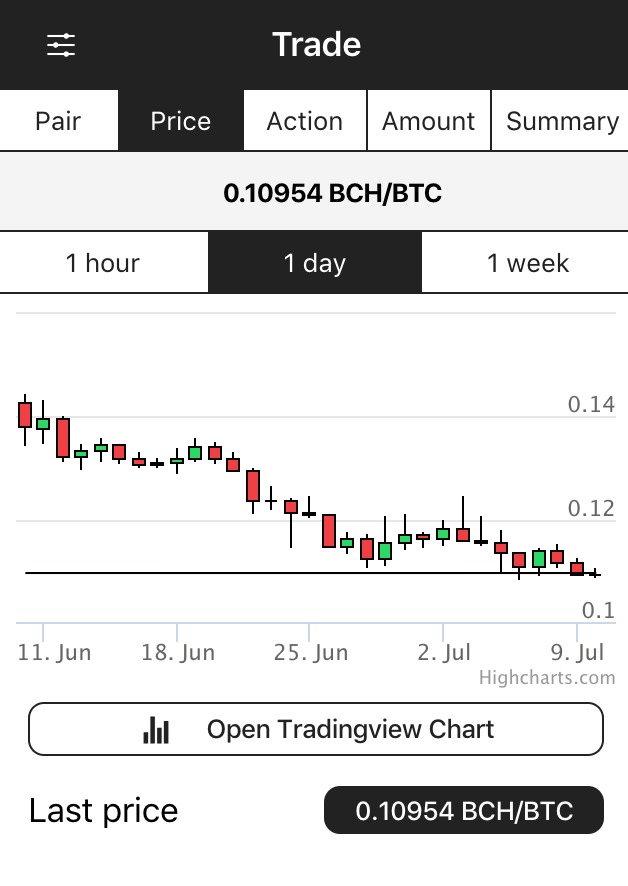 Trade
Pair Price Action Amount Summary
0.10954 BCH/BTC
1 hour 1 day 1 week
0.14
0.12
0.1
11. Jun 18. Jun 25. Jun 2. Jul 9. Jul
Highcharts.com
Open Tradingview Chart
Last price 0.10954 BCH/BTC